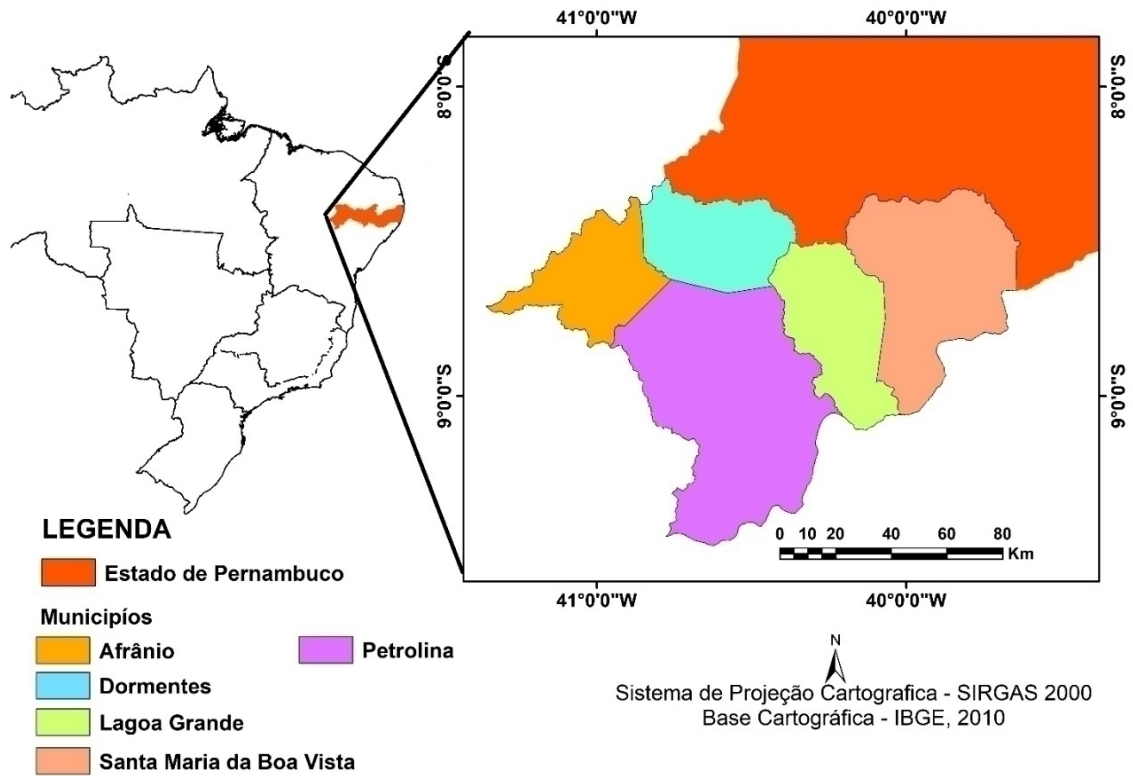 41°0'0"W
40°0'0"W
8°0'0"S
8°0'0"S
9°0'0"S
9°0'0"S
0 10 20 40 60 80
Km
41°0'0"W
40°0'0"W
LEGENDA
Estado de Pernambuco
Municipíos
Afrânio
Petrolina
Dormentes
Lagoa Grande
Santa Maria da Boa Vista
N
Sistema de Projeção Cartografica - SIRGAS 2000
Base Cartográfica - IBGE, 2010